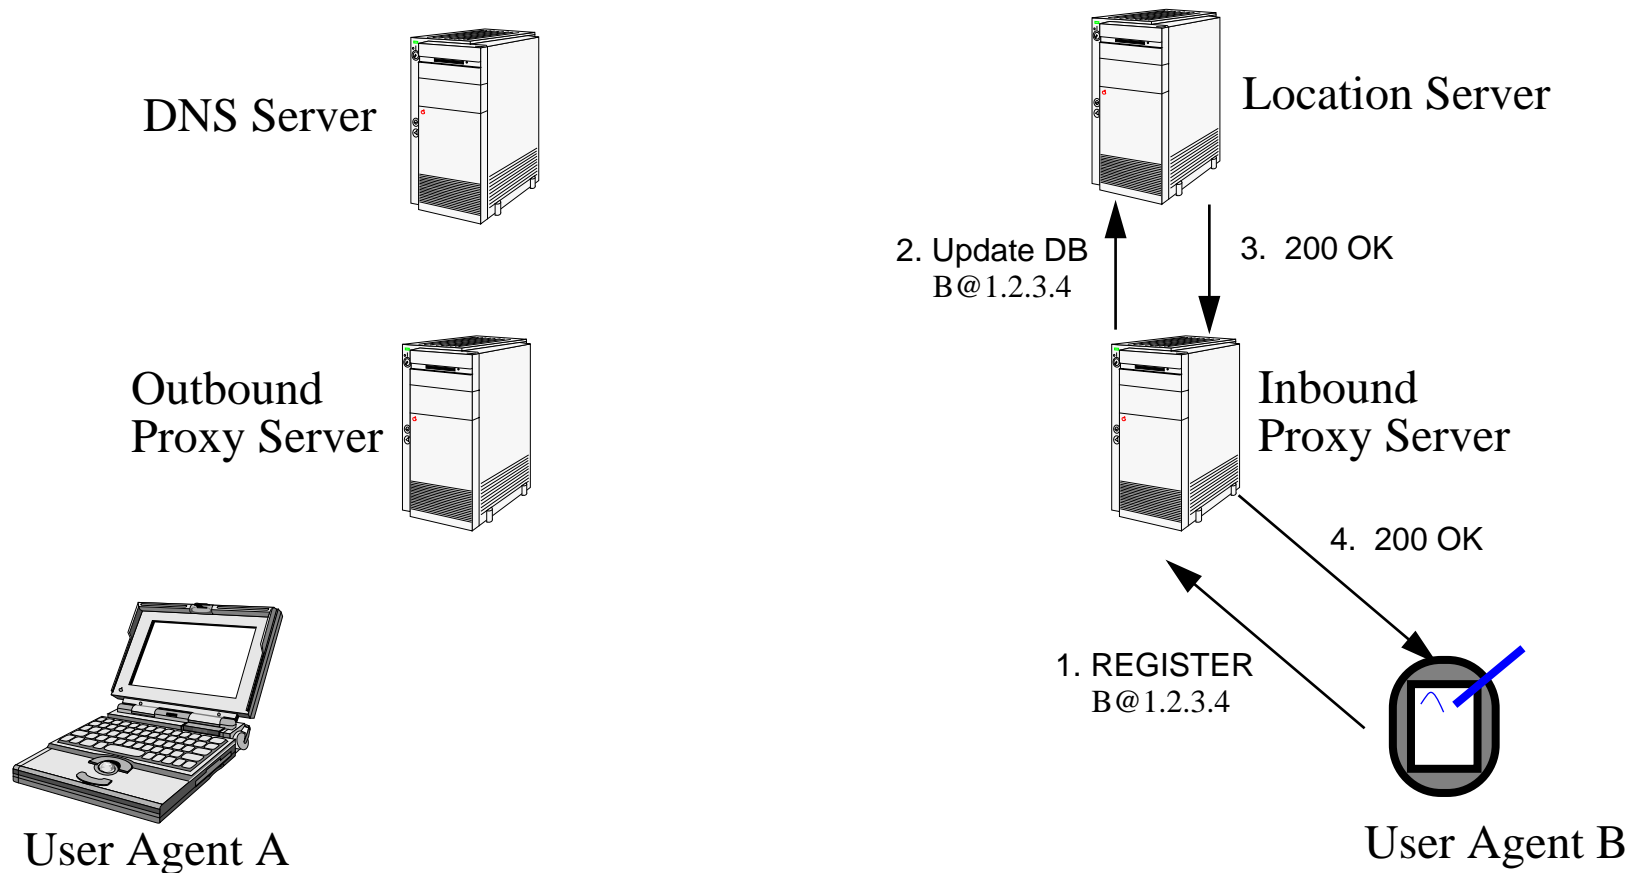 DNS Server
Location Server
2. Update DB
B@1.2.3.4
3. 200 OK
Outbound
Proxy Server
Inbound
Proxy Server
4. 200 OK
1. REGISTER
B@1.2.3.4
User Agent A
User Agent B